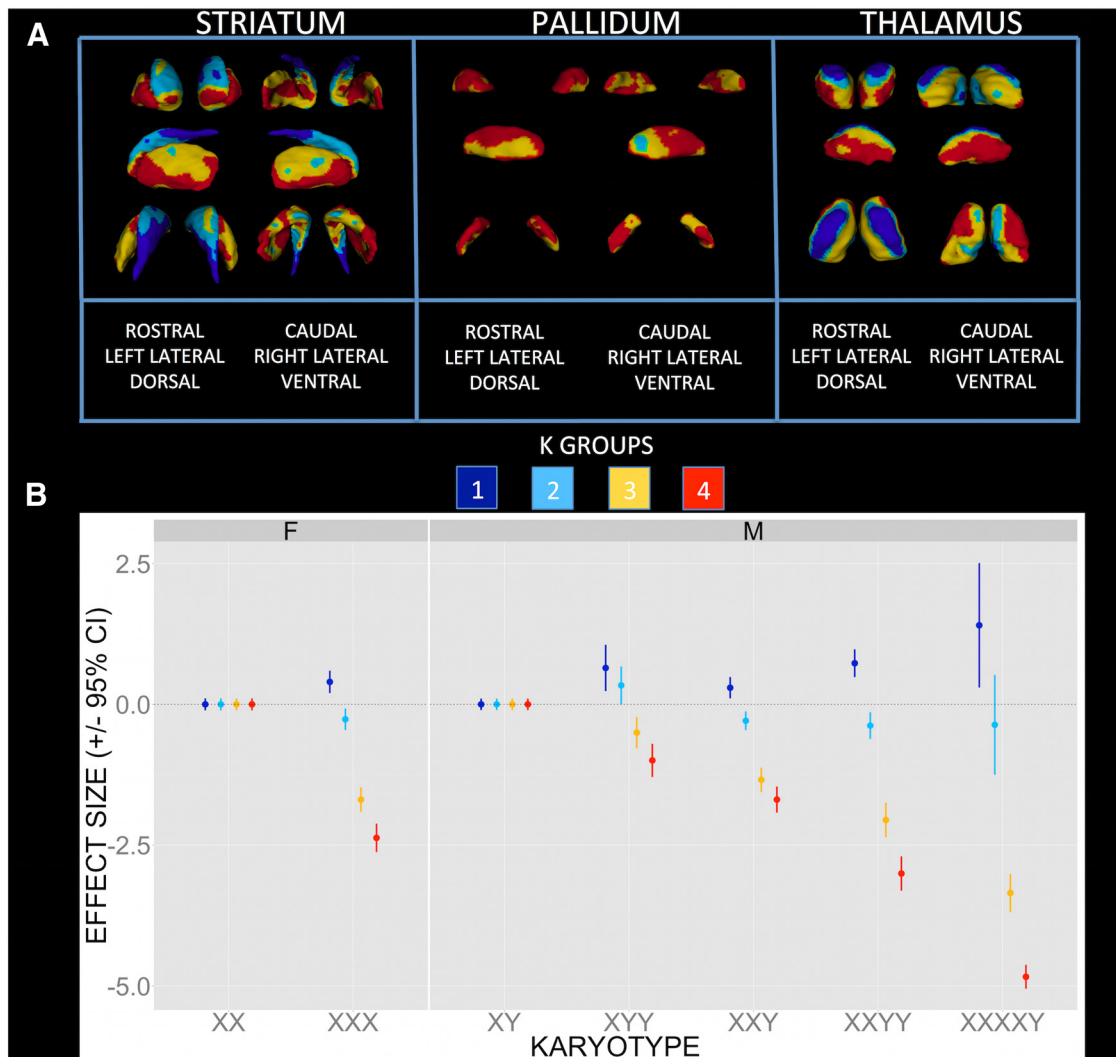 A
STRIATUM PALLIDUM THALAMUS
ROSTRAL CAUDAL ROSTRAL CAUDAL ROSTRAL CAUDAL
LEFT LATERAL RIGHT LATERAL LEFT LATERAL RIGHT LATERAL LEFT LATERAL RIGHT LATERAL
DORSAL VENTRAL DORSAL VENTRAL DORSAL VENTRAL
K GROUPS
1 2 3 4
B
F M
EFFECT SIZE (+/- 95% CI)
2.5
0.0
-2.5
-5.0
XX XXX XY XYY XXY XXYY XXXXY
KARYOTYPE